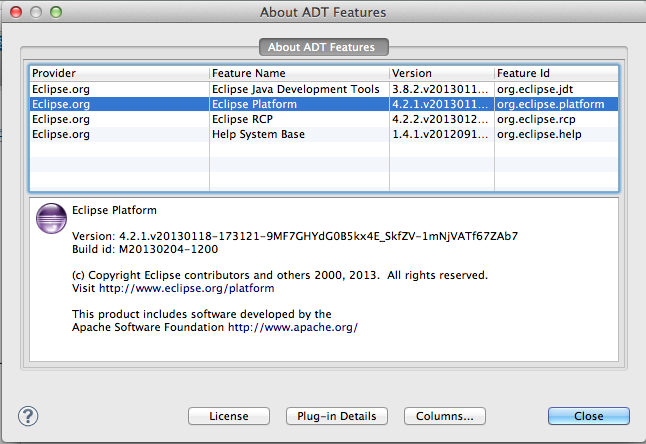 About ADT Features
About ADT Features
Provider Feature Name Version Feature Id
Eclipse.org Eclipse Java Development Tools 3.8.2.v2013011... org.eclipse.jdt
Eclipse.org Eclipse Platform 4.2.1.v2013011... org.eclipse.platform
Eclipse.org Eclipse RCP 4.2.2.v2013012... org.eclipse.rcp
Eclipse.org Help System Base 1.4.1.v2012091... org.eclipse.help
Eclipse Platform
Version: 4.2.1.v20130118-173121-9MF7GHYdG0B5kx4E_SkfZV-1mNjVATf67ZAb7
Build id: M20130204-1200
(c) Copyright Eclipse contributors and others 2000, 2013.  All rights reserved.
Visit http://www.eclipse.org/platform
This product includes software developed by the
Apache Software Foundation http://www.apache.org/
? License Plug-in Details Columns... Close